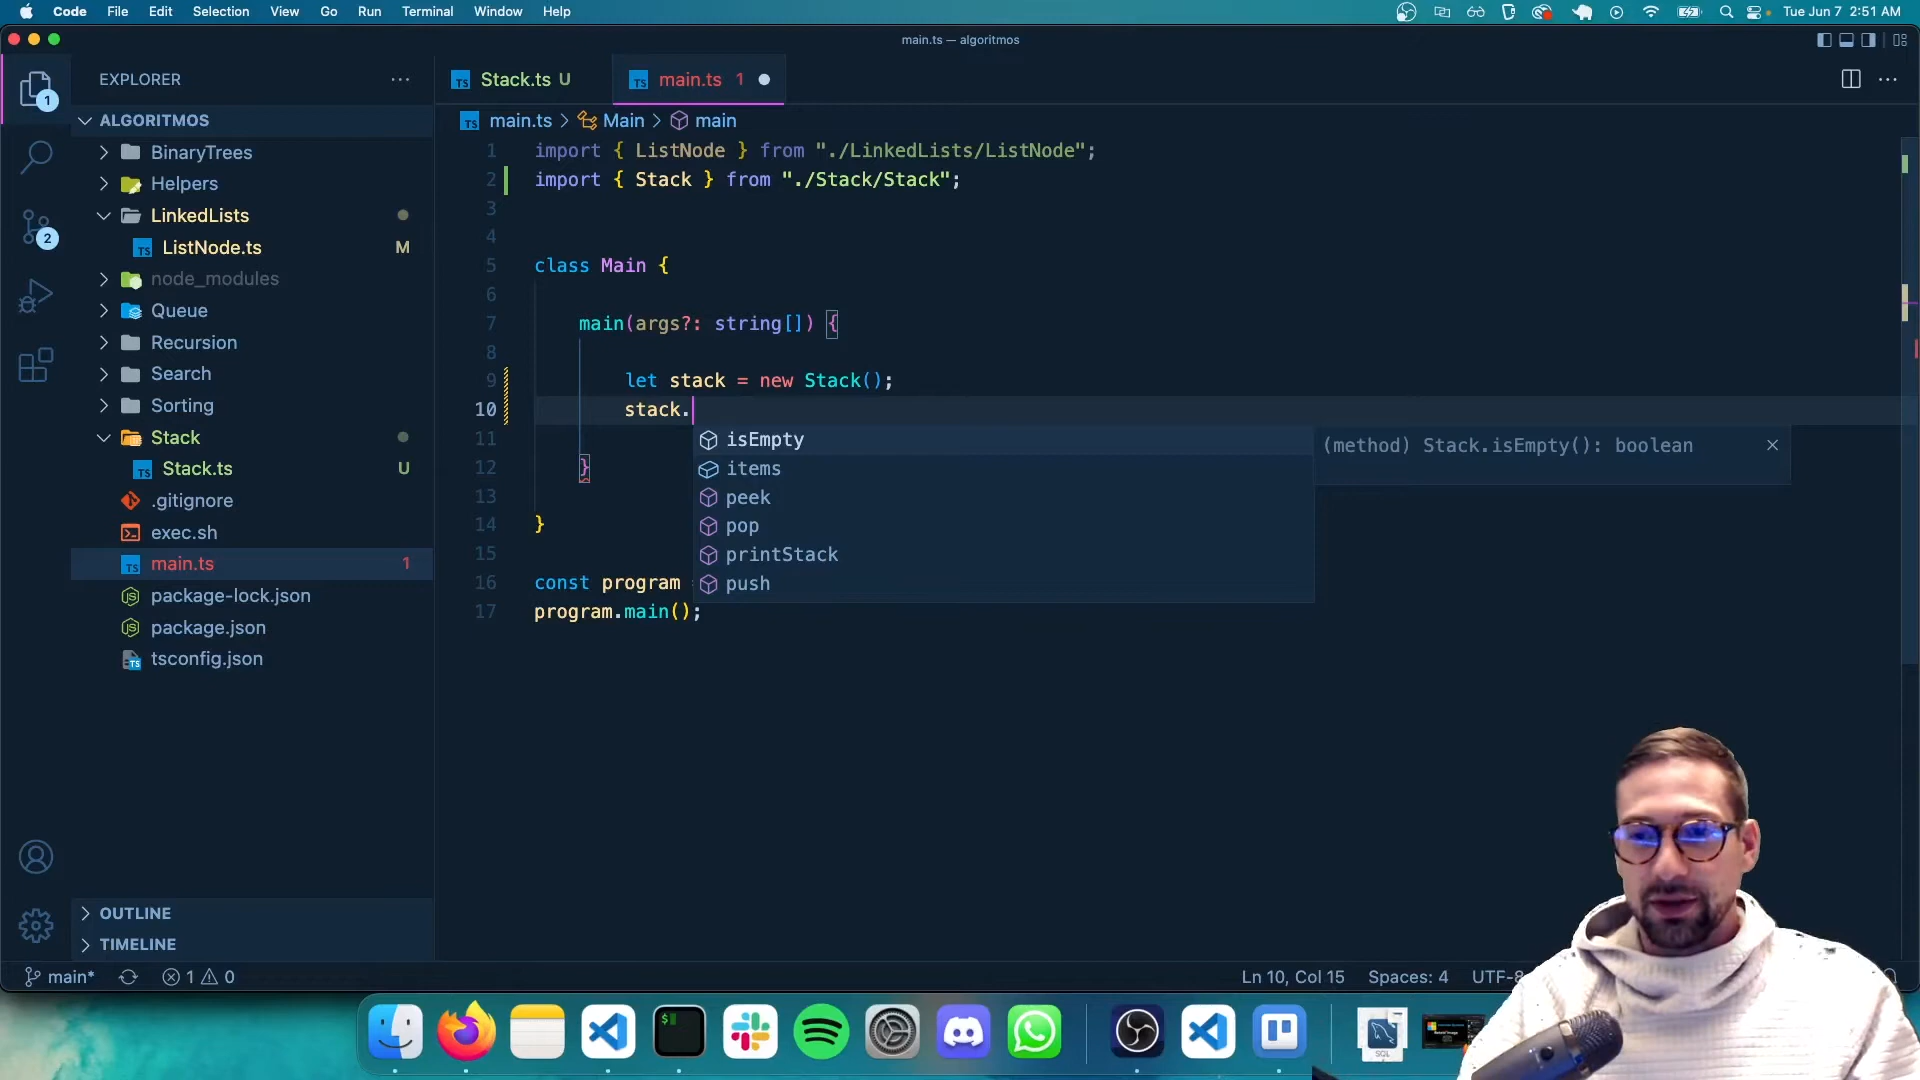 Code File Edit Selection View Go Run Terminal Window Help Tue Jun 7 2:51 AM
main.ts — algoritmos
EXPLORER
Stack.ts U
main.ts 1
1
ALGORITMOS
main.ts > Main > main
BinaryTrees
1 import { ListNode } from "./LinkedLists/ListNode";
Helpers
2 import { Stack } from "./Stack/Stack";
LinkedLists
3
2
ListNode.ts M
4
node_modules
5 class Main {
Queue
6
Recursion
7 main(args?: string[]) {
Search
8
Sorting
9 let stack = new Stack();
Stack
10 stack.
Stack.ts U
11
isEmpty (method) Stack.isEmpty(): boolean
.gitignore
12 }
items
exec.sh
13
peek
main.ts 1
14 }
pop
package-lock.json
15
printStack
package.json
16 const program
push
tsconfig.json
17 program.main();
OUTLINE
TIMELINE
main* 1 0 Ln 10, Col 15 Spaces: 4 UTF-8
$
SQL